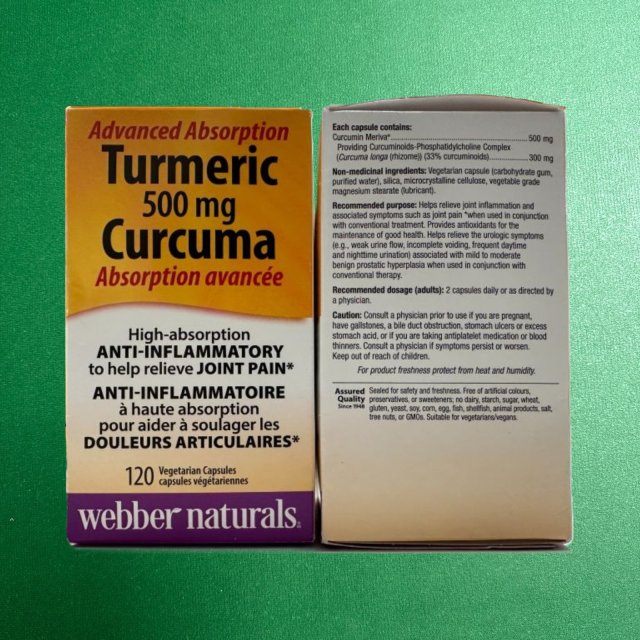 Advanced Absorption
Turmeric
500 mg
Curcuma
Absorption avancée
High-absorption
ANTI-INFLAMMATORY
to help relieve JOINT PAIN*
ANTI-INFLAMMATOIRE
à haute absorption
pour aider à soulager les
DOULEURS ARTICULAIRES*
120 Vegetarian Capsules
capsules végétariennes
webber naturals
Each capsule contains:
Curcumin Meriva®..........500 mg
Providing Curcuminoids-Phosphatidylcholine Complex
(Curcuma longa (rhizome)) (33% curcuminoids)..........300 mg
Non-medicinal ingredients: Vegetarian capsule (carbohydrate gum,
purified water), silica, microcrystalline cellulose, vegetable grade
magnesium stearate (lubricant).
Recommended purpose: Helps relieve joint inflammation and
associated symptoms such as joint pain *when used in conjunction
with conventional treatment. Provides antioxidants for the
maintenance of good health. Helps relieve the urologic symptoms
(e.g., weak urine flow, incomplete voiding, frequent daytime
and nighttime urination) associated with mild to moderate
benign prostatic hyperplasia when used in conjunction with
conventional therapy.
Recommended dosage (adults): 2 capsules daily or as directed by
a physician.
Caution: Consult a physician prior to use if you are pregnant,
have gallstones, a bile duct obstruction, stomach ulcers or excess
stomach acid, or if you are taking antiplatelet medication or blood
thinners. Consult a physician if symptoms persist or worsen.
Keep out of reach of children.
For product freshness protect from heat and humidity.
Assured
Quality
Since 1946
Sealed for safety and freshness. Free of artificial colours,
preservatives, or sweeteners; no dairy, starch, sugar, wheat,
gluten, yeast, soy, corn, egg, fish, shellfish, animal products, salt,
tree nuts, or GMOs. Suitable for vegetarians/vegans.